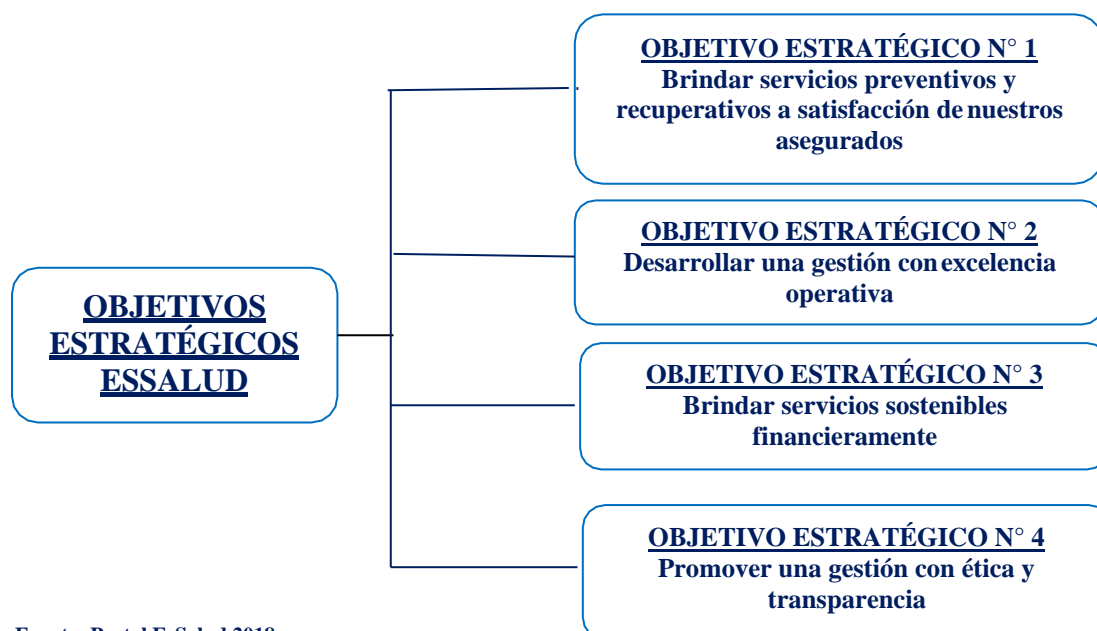 OBJETIVO ESTRATÉGICO N° 1
Brindar servicios preventivos y
recuperativos a satisfacción de nuestros
asegurados
OBJETIVO ESTRATÉGICO N° 2
Desarrollar una gestión con excelencia
operativa
OBJETIVOS
ESTRATÉGICOS
ESSALUD
OBJETIVO ESTRATÉGICO N° 3
Brindar servicios sostenibles
financieramente
OBJETIVO ESTRATÉGICO N° 4
Promover una gestión con ética y
transparencia